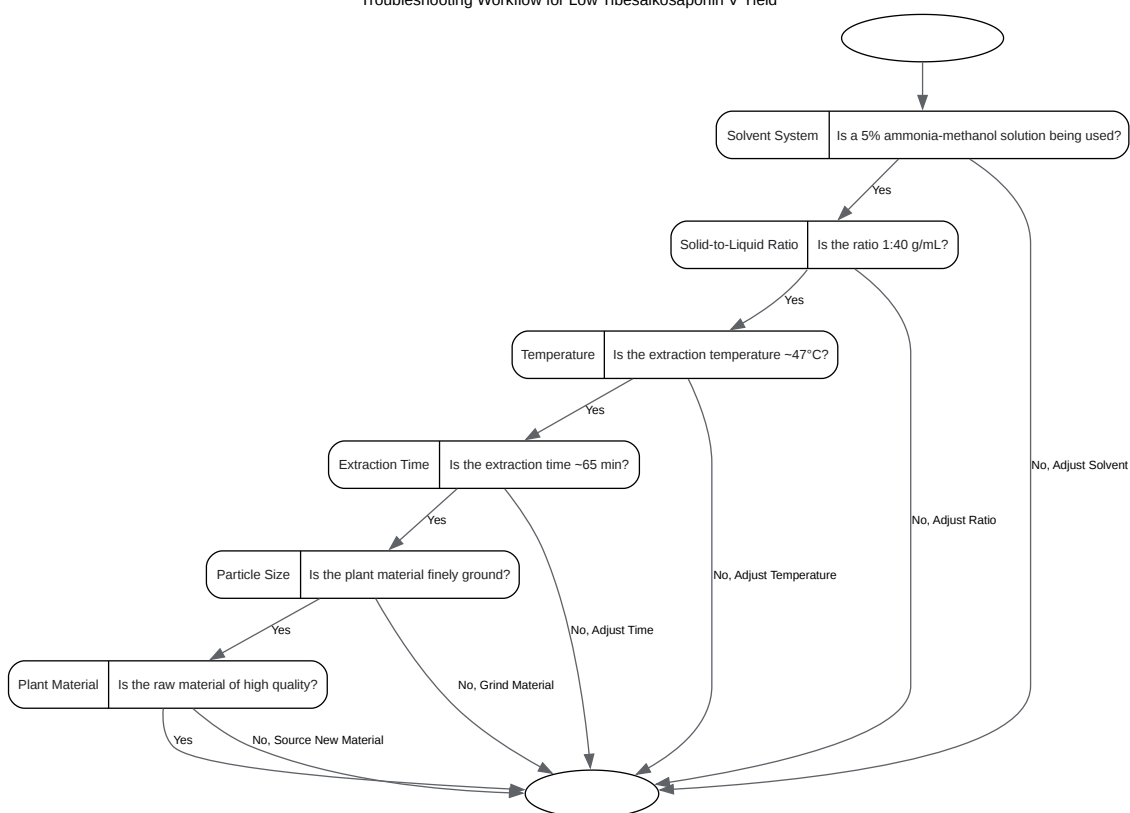 Troubleshooting Workflow for Low Tibesaikosaponin V Yield
Solvent System
Is a 5% ammonia-methanol solution being used?
Yes
Solid-to-Liquid Ratio
Is the ratio 1:40 g/mL?
Yes
Temperature
Is the extraction temperature ~47°C?
Yes
Extraction Time
Is the extraction time ~65 min?
No, Adjust Solvent
Yes
No, Adjust Ratio
Particle Size
Is the plant material finely ground?
No, Adjust Temperature
Yes
No, Adjust Time
Plant Material
Is the raw material of high quality?
No, Grind Material
Yes
No, Source New Material